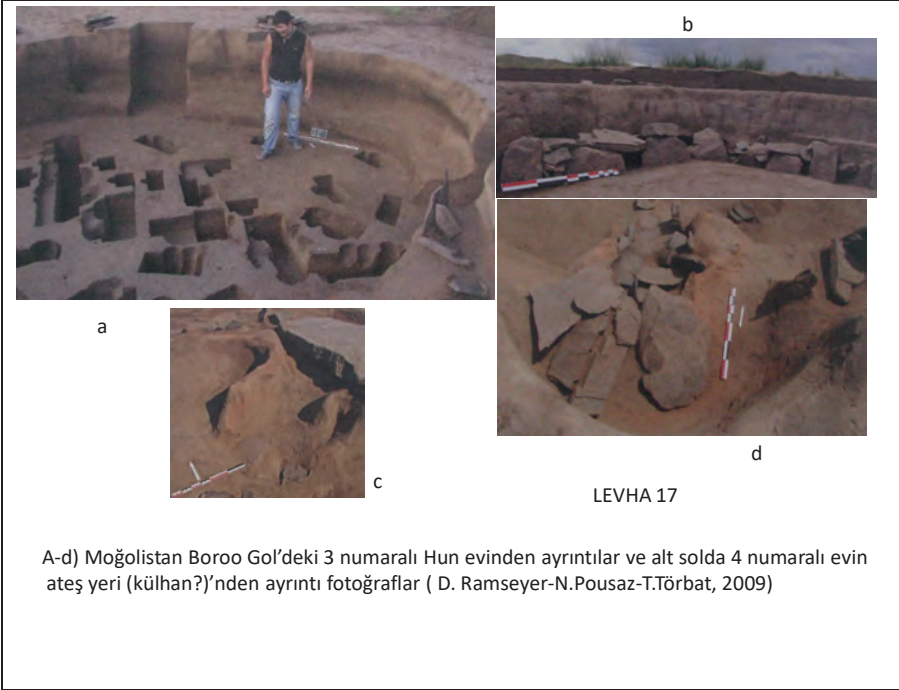 b
a
c
d
LEVHA 17
A-d) Moğolistan Boroo Gol'deki 3 numaralı Hun evinden ayrıntılar ve alt solda 4 numaralı evin
ateş yeri (külhan?)'nden ayrıntı fotoğraflar ( D. Ramseyer-N.Pousaz-T.Törbat, 2009)